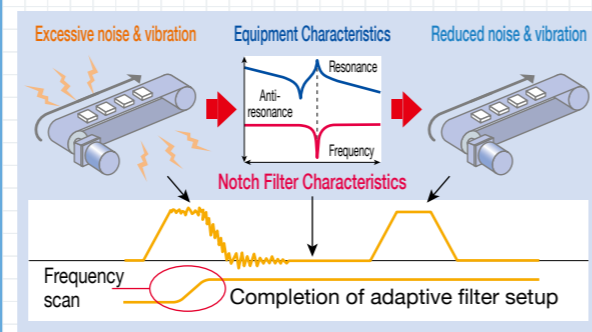 Excessive noise & vibration
Equipment Characteristics
Reduced noise & vibration
Resonance
Anti-
resonance
Frequency
Notch Filter Characteristics
Frequency
scan
Completion of adaptive filter setup